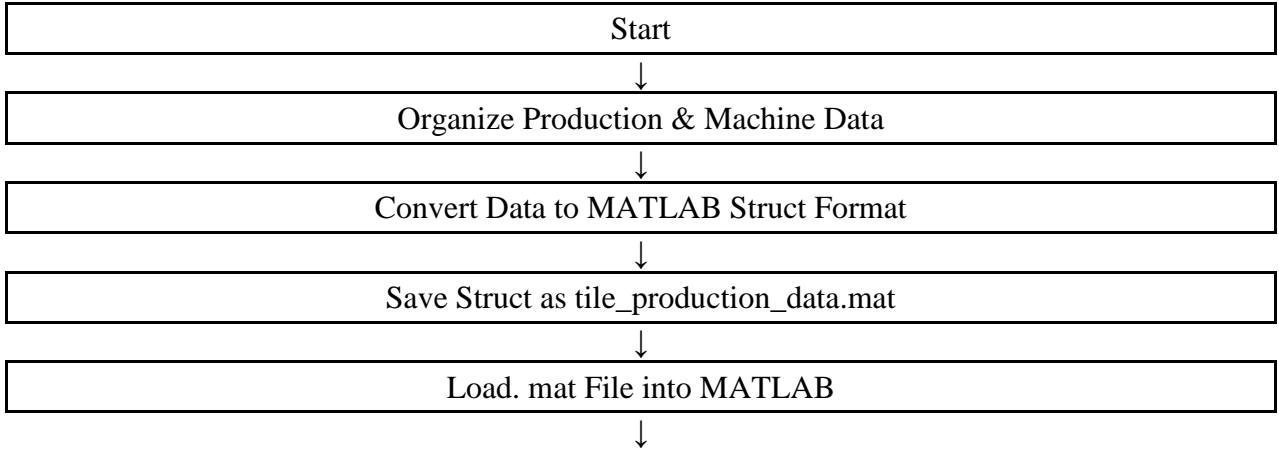 Start
↓
Organize Production & Machine Data
↓
Convert Data to MATLAB Struct Format
↓
Save Struct as tile_production_data.mat
↓
Load. mat File into MATLAB
↓